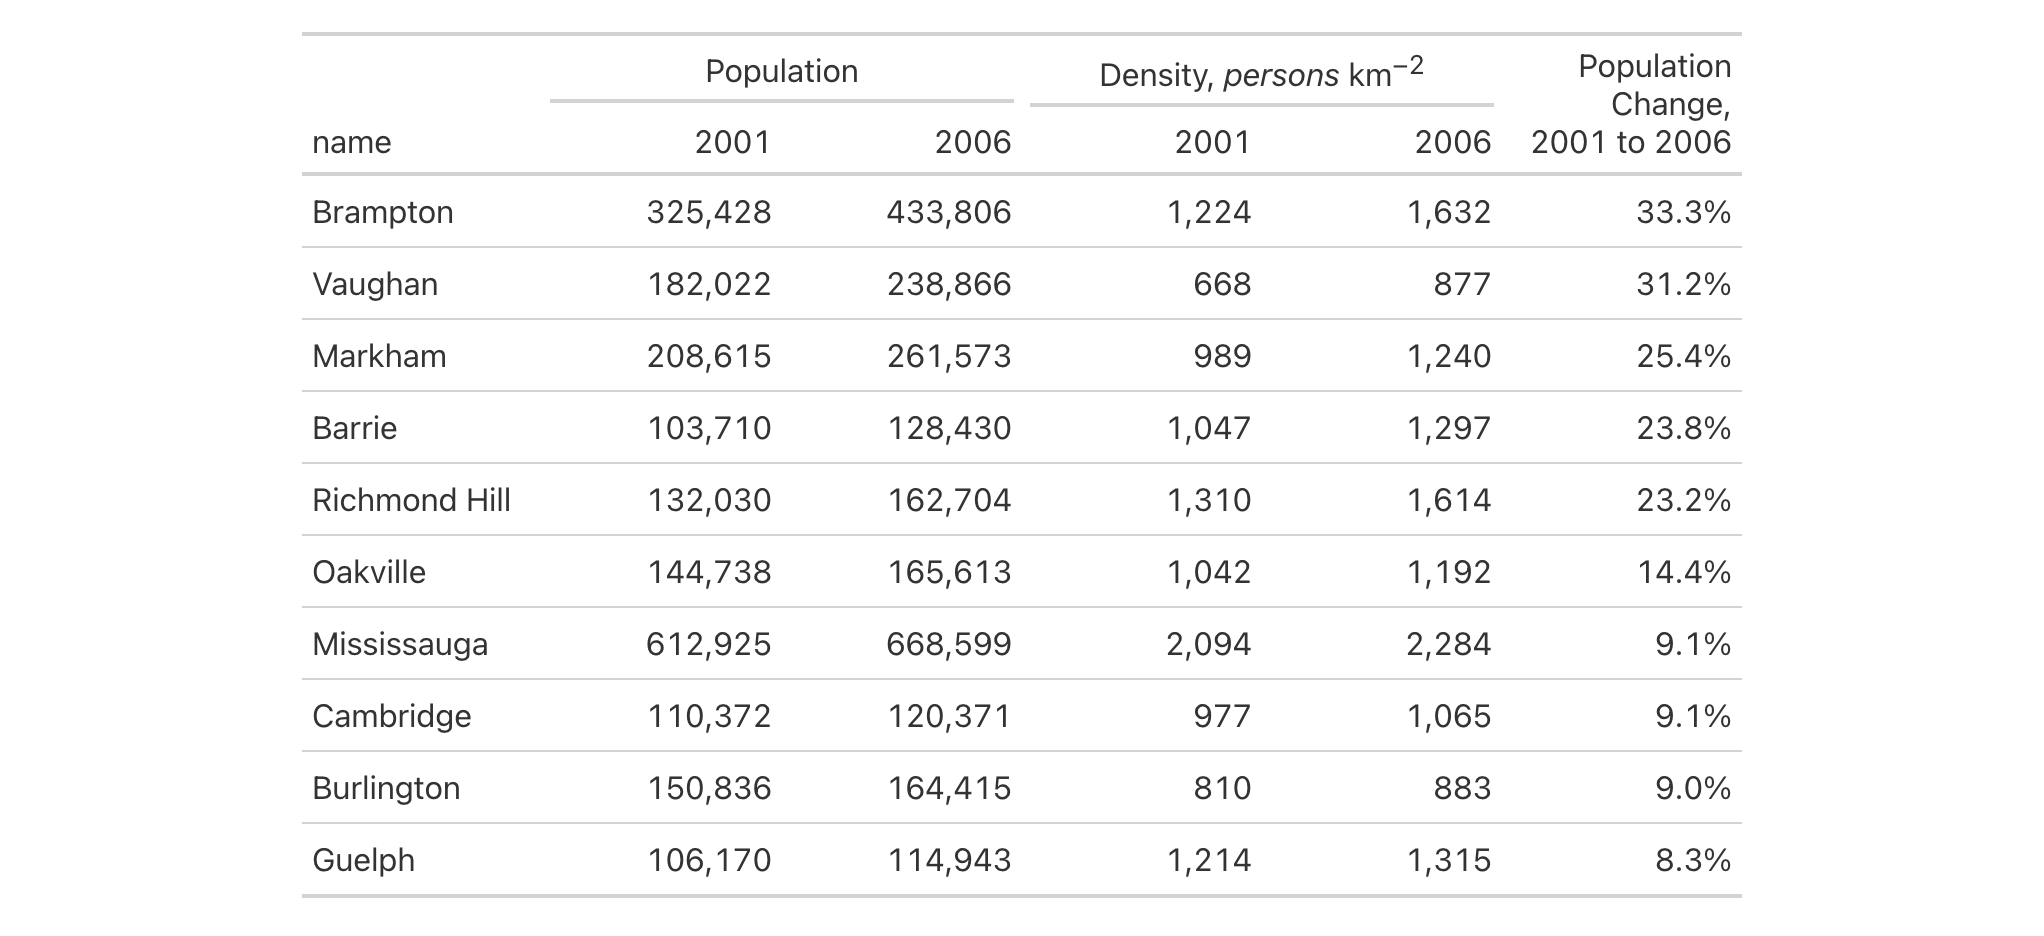 Population
Density, persons km−2
Population
Change,
2001 to 2006
name 2001 2006 2001 2006
Brampton 325,428 433,806 1,224 1,632 33.3%
Vaughan 182,022 238,866 668 877 31.2%
Markham 208,615 261,573 989 1,240 25.4%
Barrie 103,710 128,430 1,047 1,297 23.8%
Richmond Hill 132,030 162,704 1,310 1,614 23.2%
Oakville 144,738 165,613 1,042 1,192 14.4%
Mississauga 612,925 668,599 2,094 2,284 9.1%
Cambridge 110,372 120,371 977 1,065 9.1%
Burlington 150,836 164,415 810 883 9.0%
Guelph 106,170 114,943 1,214 1,315 8.3%